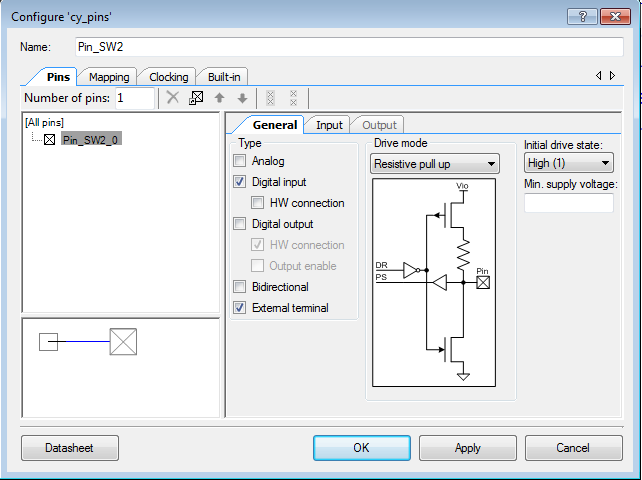 Configure 'cy_pins'
Name: Pin_SW2
Pins Mapping Clocking Built-in
Number of pins: 1
[All pins]
Pin_SW2_0
General Input Output
Type
Analog
Digital input
HW connection
Digital output
HW connection
Output enable
Bidirectional
External terminal
Drive mode
Resistive pull up
Vio
DR
PS
Pin
Initial drive state:
High (1)
Min. supply voltage:
Datasheet OK Apply Cancel